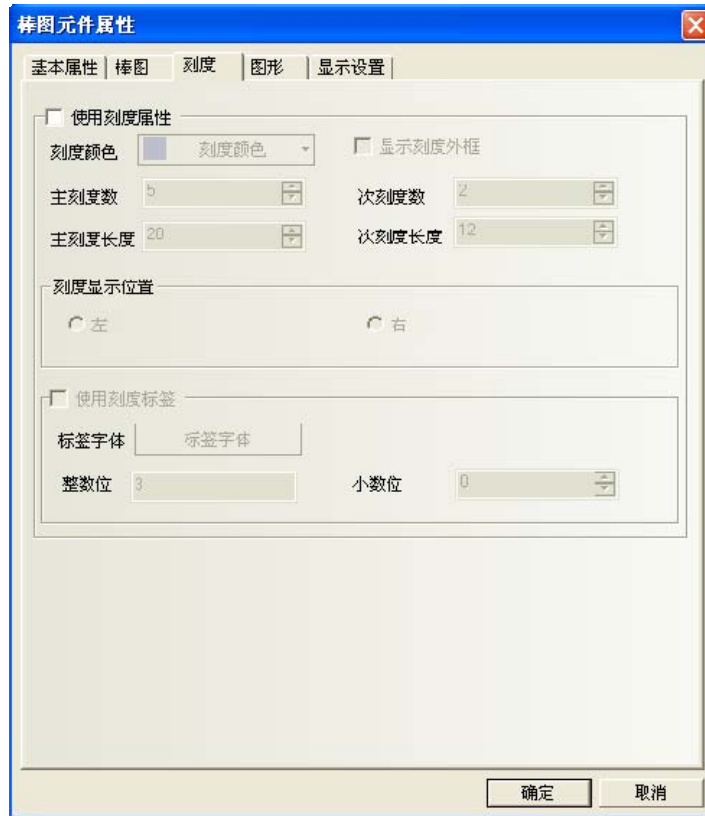 棒图元件属性
基本属性 棒图 刻度 图形 显示设置
使用刻度属性
刻度颜色 刻度颜色 显示刻度外框
主刻度数 5 次刻度数 2
主刻度长度 20 次刻度长度 12
刻度显示位置
左 右
使用刻度标签
标签字体 标签字体
整数位 3 小数位 0
确定 取消